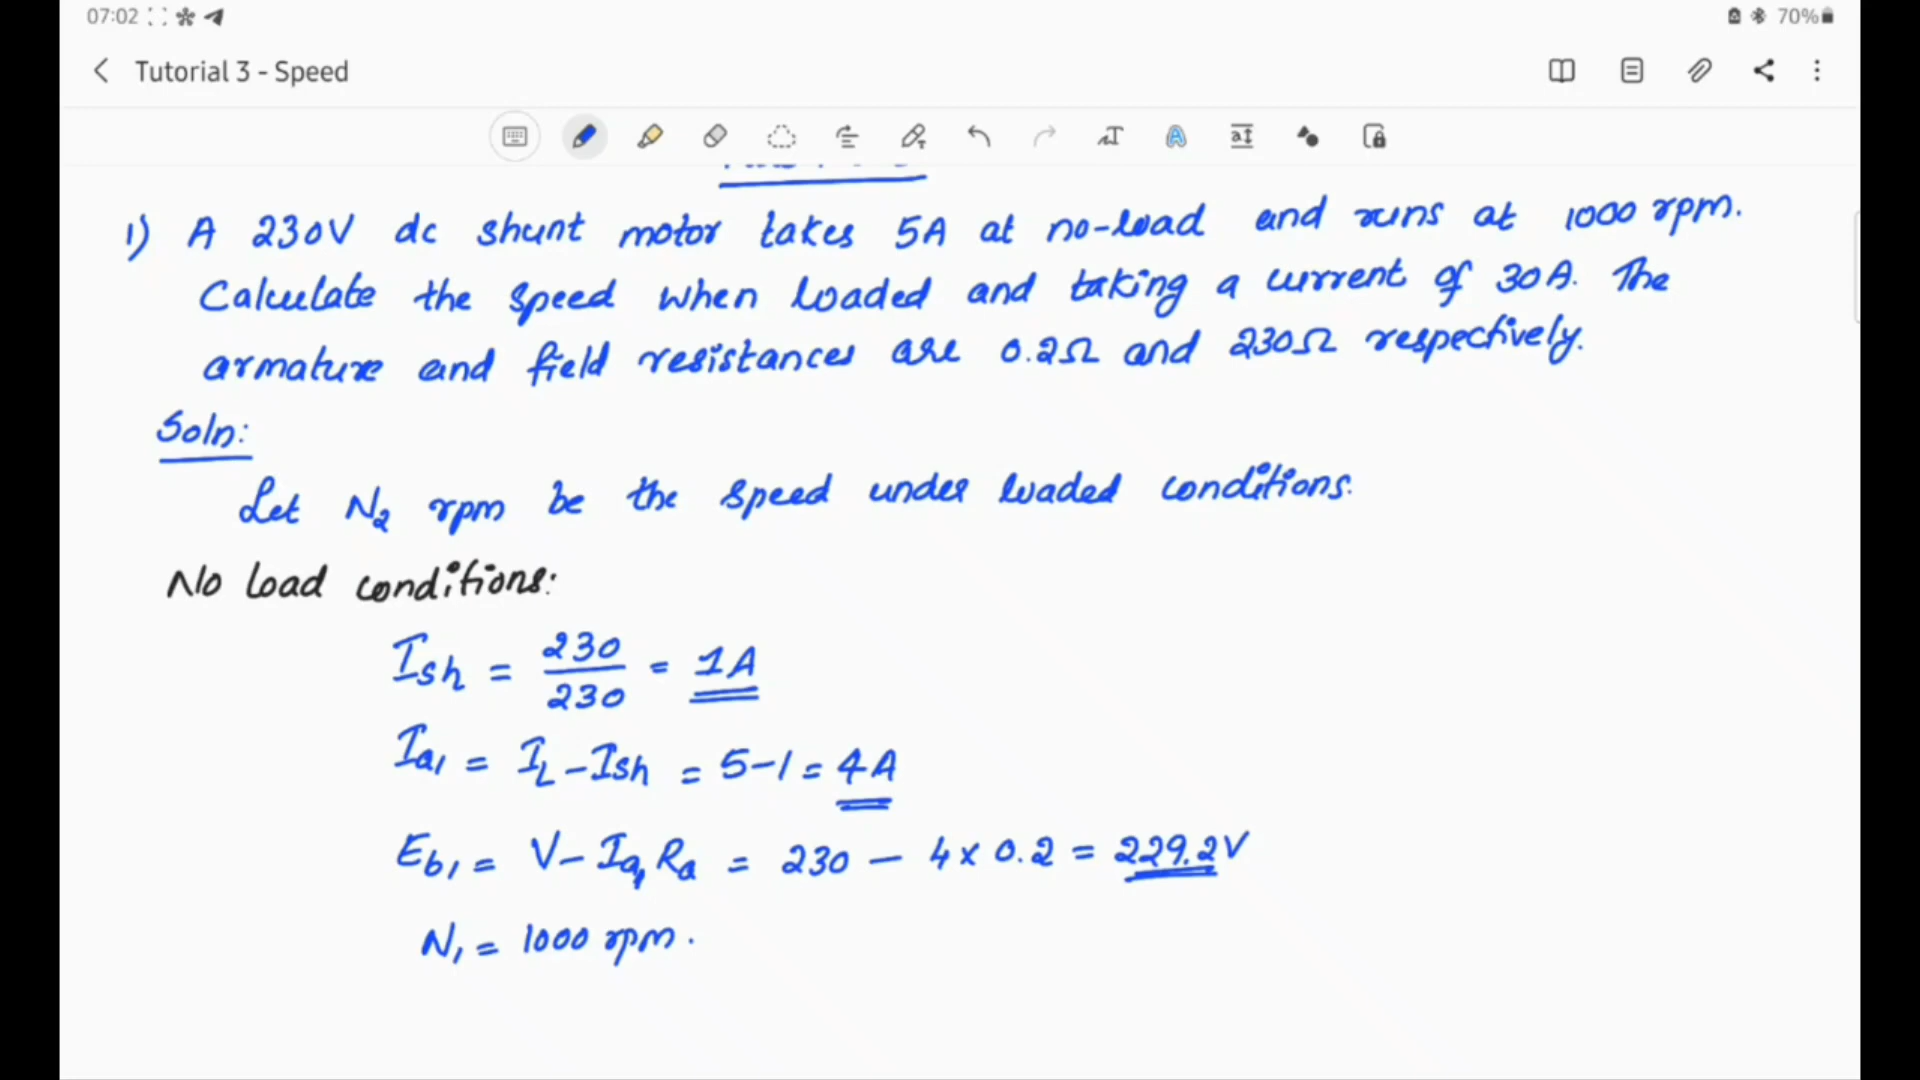 07:02
70%
Tutorial 3 - Speed
1) A 230V dc shunt motor takes 5A at no-load and runs at 1000 rpm.
Calculate the speed when loaded and taking a current of 30A. The
armature and field resistances are 0.2Ω and 230Ω respectively.
Soln:
Let N₂ rpm be the speed under loaded conditions.
No load conditions:
Ish = 230/230 = 1A
Ia₁ = IL - Ish = 5-1 = 4A
Eb₁ = V - Ia₁ Ra = 230 - 4 x 0.2 = 229.2V
N₁ = 1000 rpm.